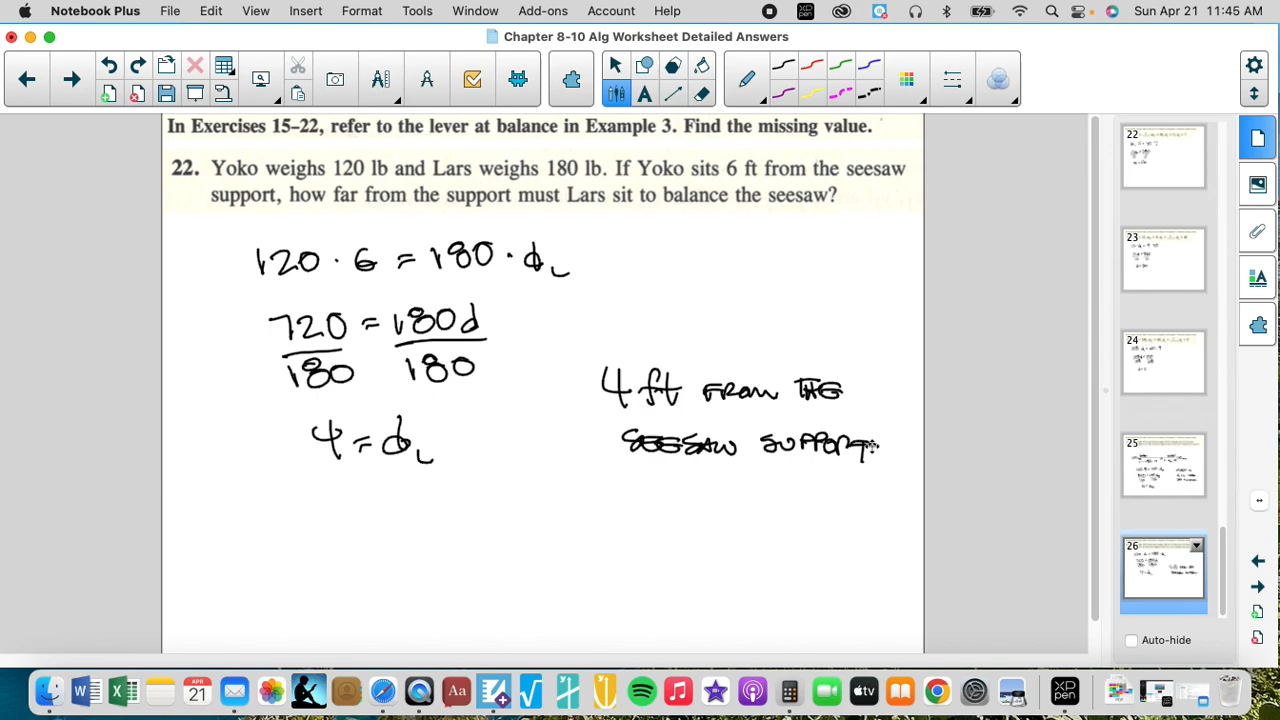 Notebook Plus File Edit View Insert Format Tools Window Add-ons Account Help Sun Apr 21 11:45 AM
Chapter 8-10 Alg Worksheet Detailed Answers
In Exercises 15–22, refer to the lever at balance in Example 3. Find the missing value.
22. Yoko weighs 120 lb and Lars weighs 180 lb. If Yoko sits 6 ft from the seesaw
support, how far from the support must Lars sit to balance the seesaw?
120 · 6 = 180 · dL
720 = 180d
180 180
4 = dL
4 ft FROM THE
SEESAW SUPPORT
22
23
24
25
26
Auto-hide
APR
21